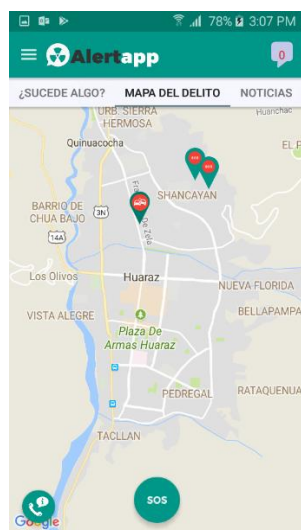 78% 3:07 PM
Alertapp
0
¿SUCEDE ALGO? MAPA DEL DELITO NOTICIAS
URB. SIERRA
HERMOSA
Huanchac
Quinuacocha
EL P
SHANCAYAN
BARRIO DE
CHUA BAJO
3N
14A
De Zela
Los Olivos
Huaraz
NUEVA FLORIDA
VISTA ALEGRE
BELLAPAMPA
Plaza De
Armas Huaraz
PEDREGAL
RATAQUENUA
TACLLAN
SOS
Google